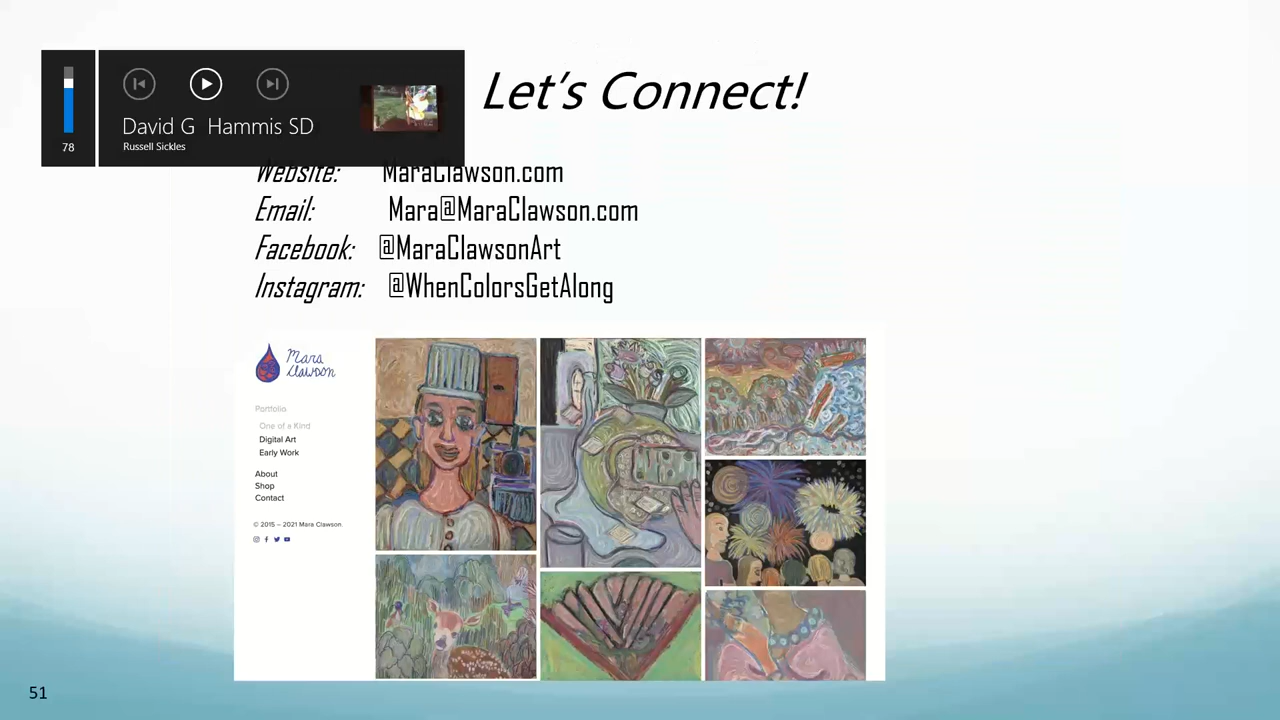 Let's Connect!
David G Hammis SD
Russell Sickles
78
Website: MaraClawson.com
Email: Mara@MaraClawson.com
Facebook: @MaraClawsonArt
Instagram: @WhenColorsGetAlong
Mara
Clawson
Portfolio
One of a Kind
Digital Art
Early Work
About
Shop
Contact
© 2015 – 2021 Mara Clawson.
51